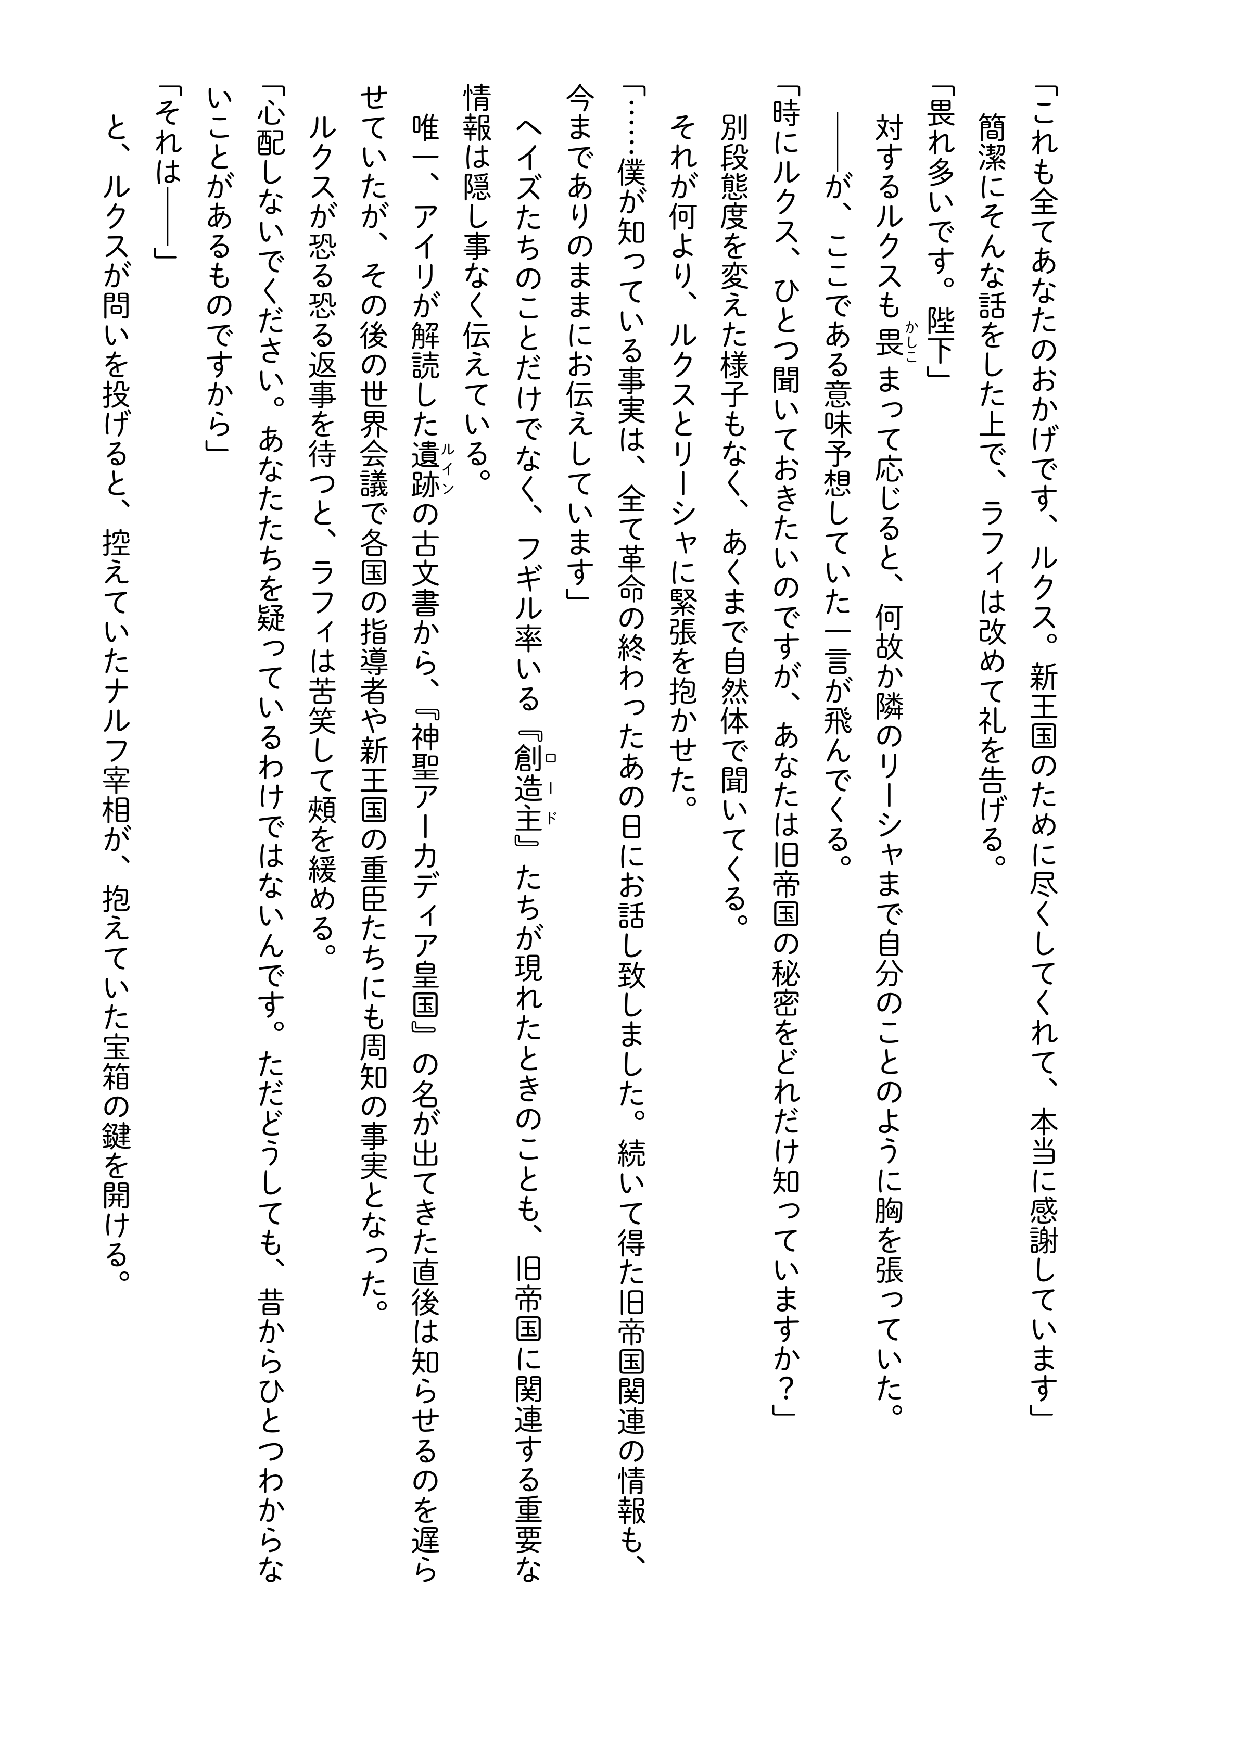 「これも全てあなたのおかげです、ルクス。新王国のために尽くしてくれて、本当に感謝しています」
簡潔にそんな話をした上で、ラフィは改めて礼を告げる。
「畏れ多いです。陛下」
対するルクスも畏まって応じると、何故か隣のリーシャまで自分のことのように胸を張っていた。
かしこ
――が、ここである意味予想していた一言が飛んでくる。
「時にルクス、ひとつ聞いておきたいのですが、あなたは旧帝国の秘密をどれだけ知っていますか？」
別段態度を変えた様子もなく、あくまで自然体で聞いてくる。
それが何より、ルクスとリーシャに緊張を抱かせた。
「……僕が知っている事実は、全て革命の終わったあの日にお話し致しました。続いて得た旧帝国関連の情報も、
今までありのままにお伝えしています」
ヘイズたちのことだけでなく、フギル率いる『創造主』たちが現れたときのことも、旧帝国に関連する重要な
ロード
情報は隠し事なく伝えている。
唯一、アイリが解読した遺跡の古文書から、『神聖アーカディア皇国』の名が出てきた直後は知らせるのを遅ら
ルイン
せていたが、その後の世界会議で各国の指導者や新王国の重臣たちにも周知の事実となった。
ルクスが恐る恐る返事を待つと、ラフィは苦笑して頬を緩める。
「心配しないでください。あなたたちを疑っているわけではないんです。ただどうしても、昔からひとつわからな
いことがあるものですから」
「それは――」
と、ルクスが問いを投げると、控えていたナルフ宰相が、抱えていた宝箱の鍵を開ける。